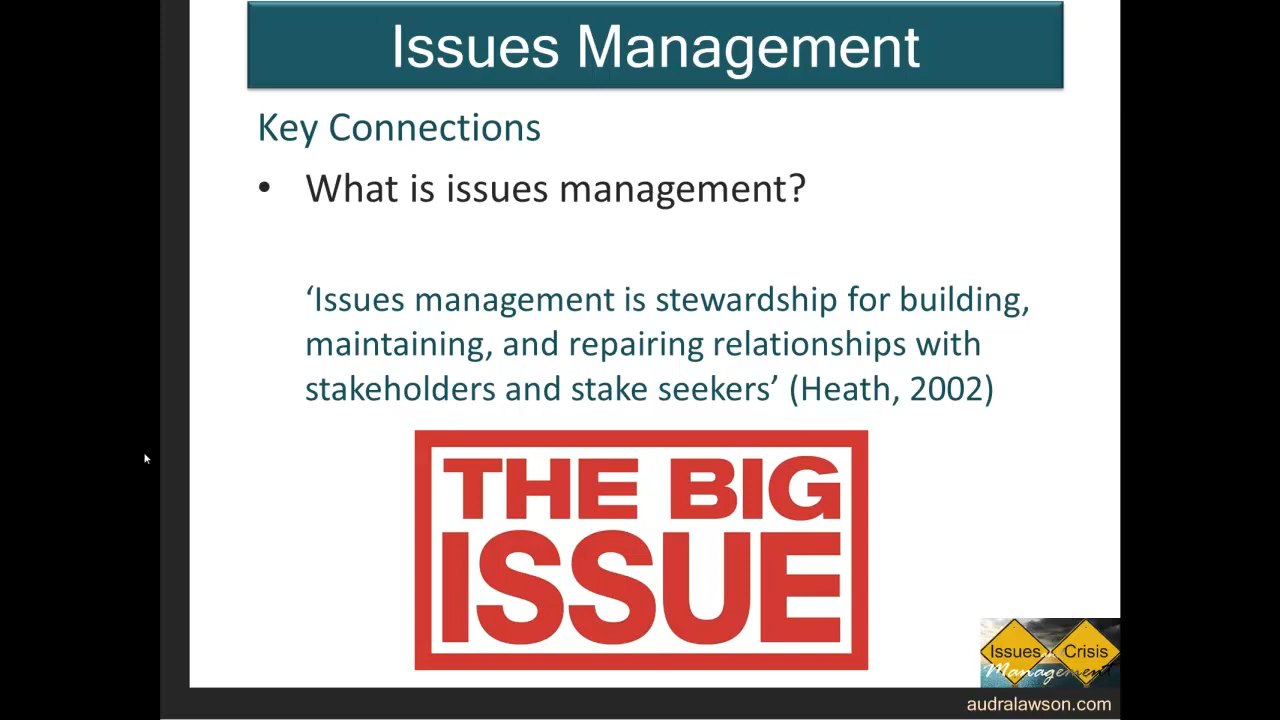 Issues Management
Key Connections
• What is issues management?
‘Issues management is stewardship for building,
maintaining, and repairing relationships with
stakeholders and stake seekers’ (Heath, 2002)
THE BIG
ISSUE
Issues Crisis
Management
audralawson.com